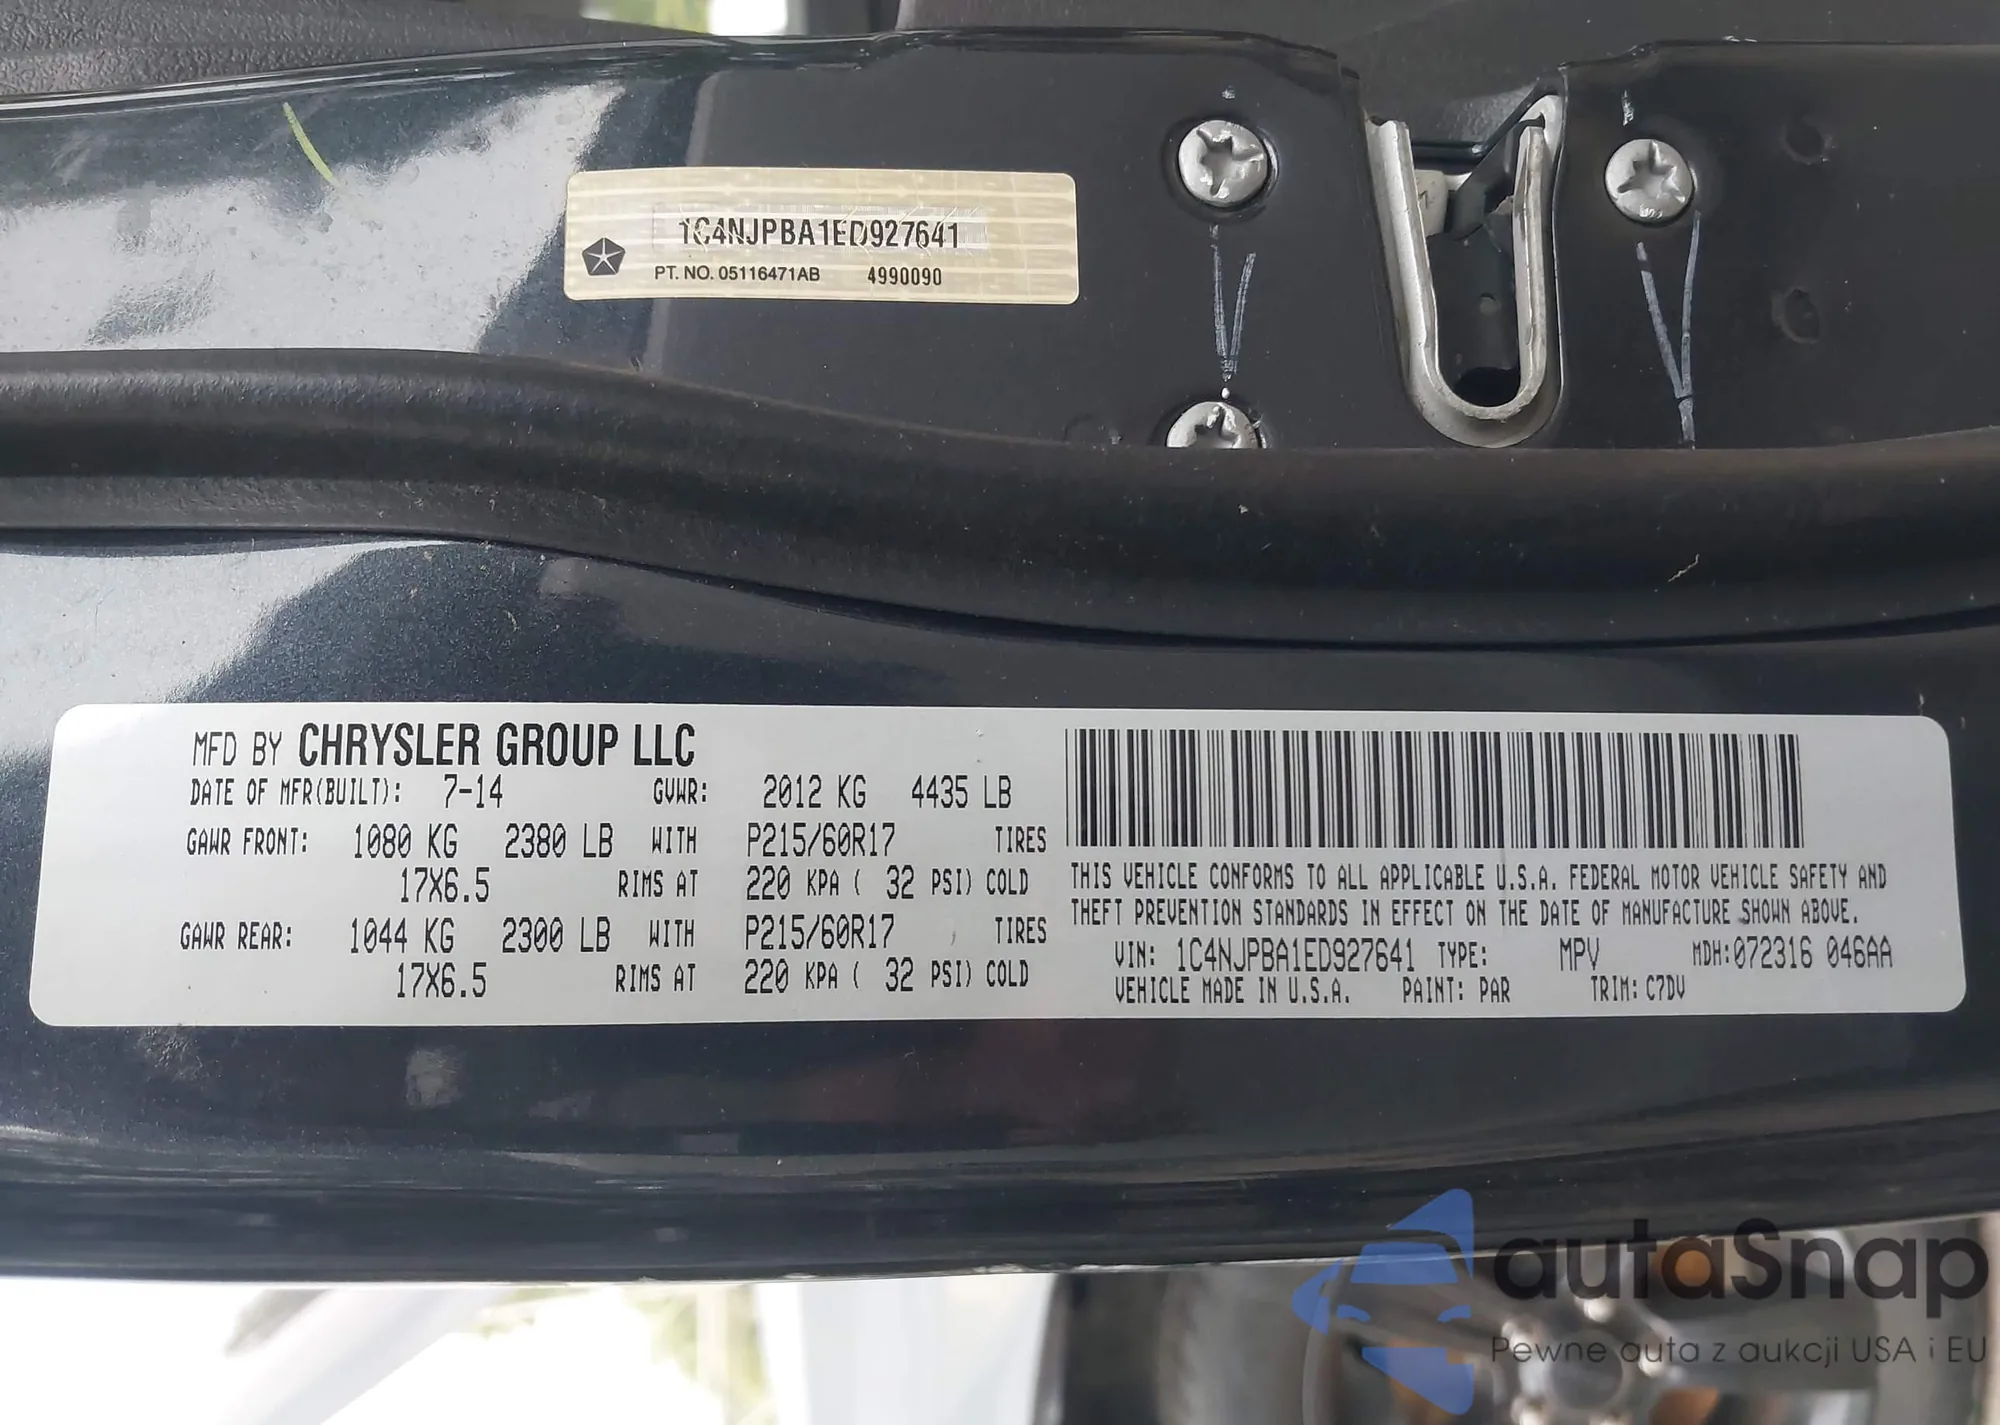 1C4NJPBA1ED927641
PT. NO. 05116471AB 4990090
MFD BY CHRYSLER GROUP LLC
DATE OF MFR(BUILT): 7-14 GVWR: 2012 KG 4435 LB
GAWR FRONT: 1080 KG 2380 LB WITH P215/60R17 TIRES
17X6.5 RIMS AT 220 KPA ( 32 PSI) COLD
GAWR REAR: 1044 KG 2300 LB WITH P215/60R17 TIRES
17X6.5 RIMS AT 220 KPA ( 32 PSI) COLD
THIS VEHICLE CONFORMS TO ALL APPLICABLE U.S.A. FEDERAL MOTOR VEHICLE SAFETY AND
THEFT PREVENTION STANDARDS IN EFFECT ON THE DATE OF MANUFACTURE SHOWN ABOVE.
VIN: 1C4NJPBA1ED927641 TYPE: MPV MDH:072316 046AA
VEHICLE MADE IN U.S.A. PAINT: PAR TRIM: C7DV
autaSnap
Pewne auta z aukcji USA i EU